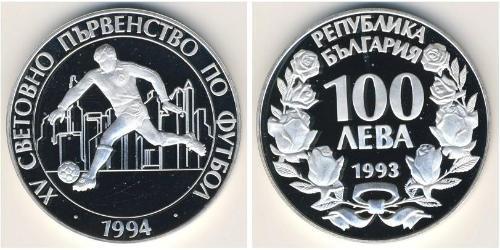 XV СВЕТОВНО ПЪРВЕНСТВО ПО ФУТБОЛ
· 1994 ·
РЕПУБЛИКА
БЪЛГАРИЯ
100
ЛЕВА
1993